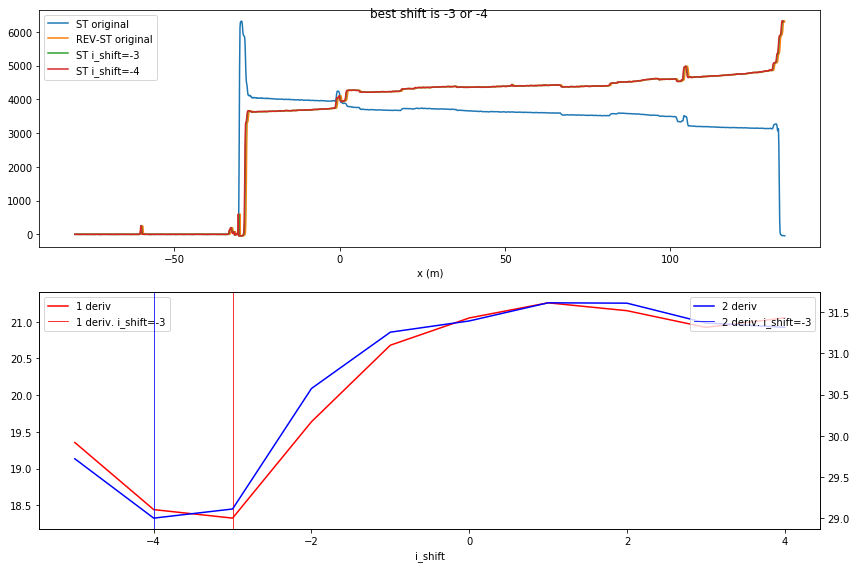 best shift is -3 or -4
ST original
REV-ST original
ST i_shift=-3
ST i_shift=-4
6000
5000
4000
3000
2000
1000
0
−50
0
50
100
x (m)
1 deriv
1 deriv. i_shift=-3
2 deriv
2 deriv. i_shift=-3
21.0
20.5
20.0
19.5
19.0
18.5
31.5
31.0
30.5
30.0
29.5
29.0
−4
−2
0
2
4
i_shift